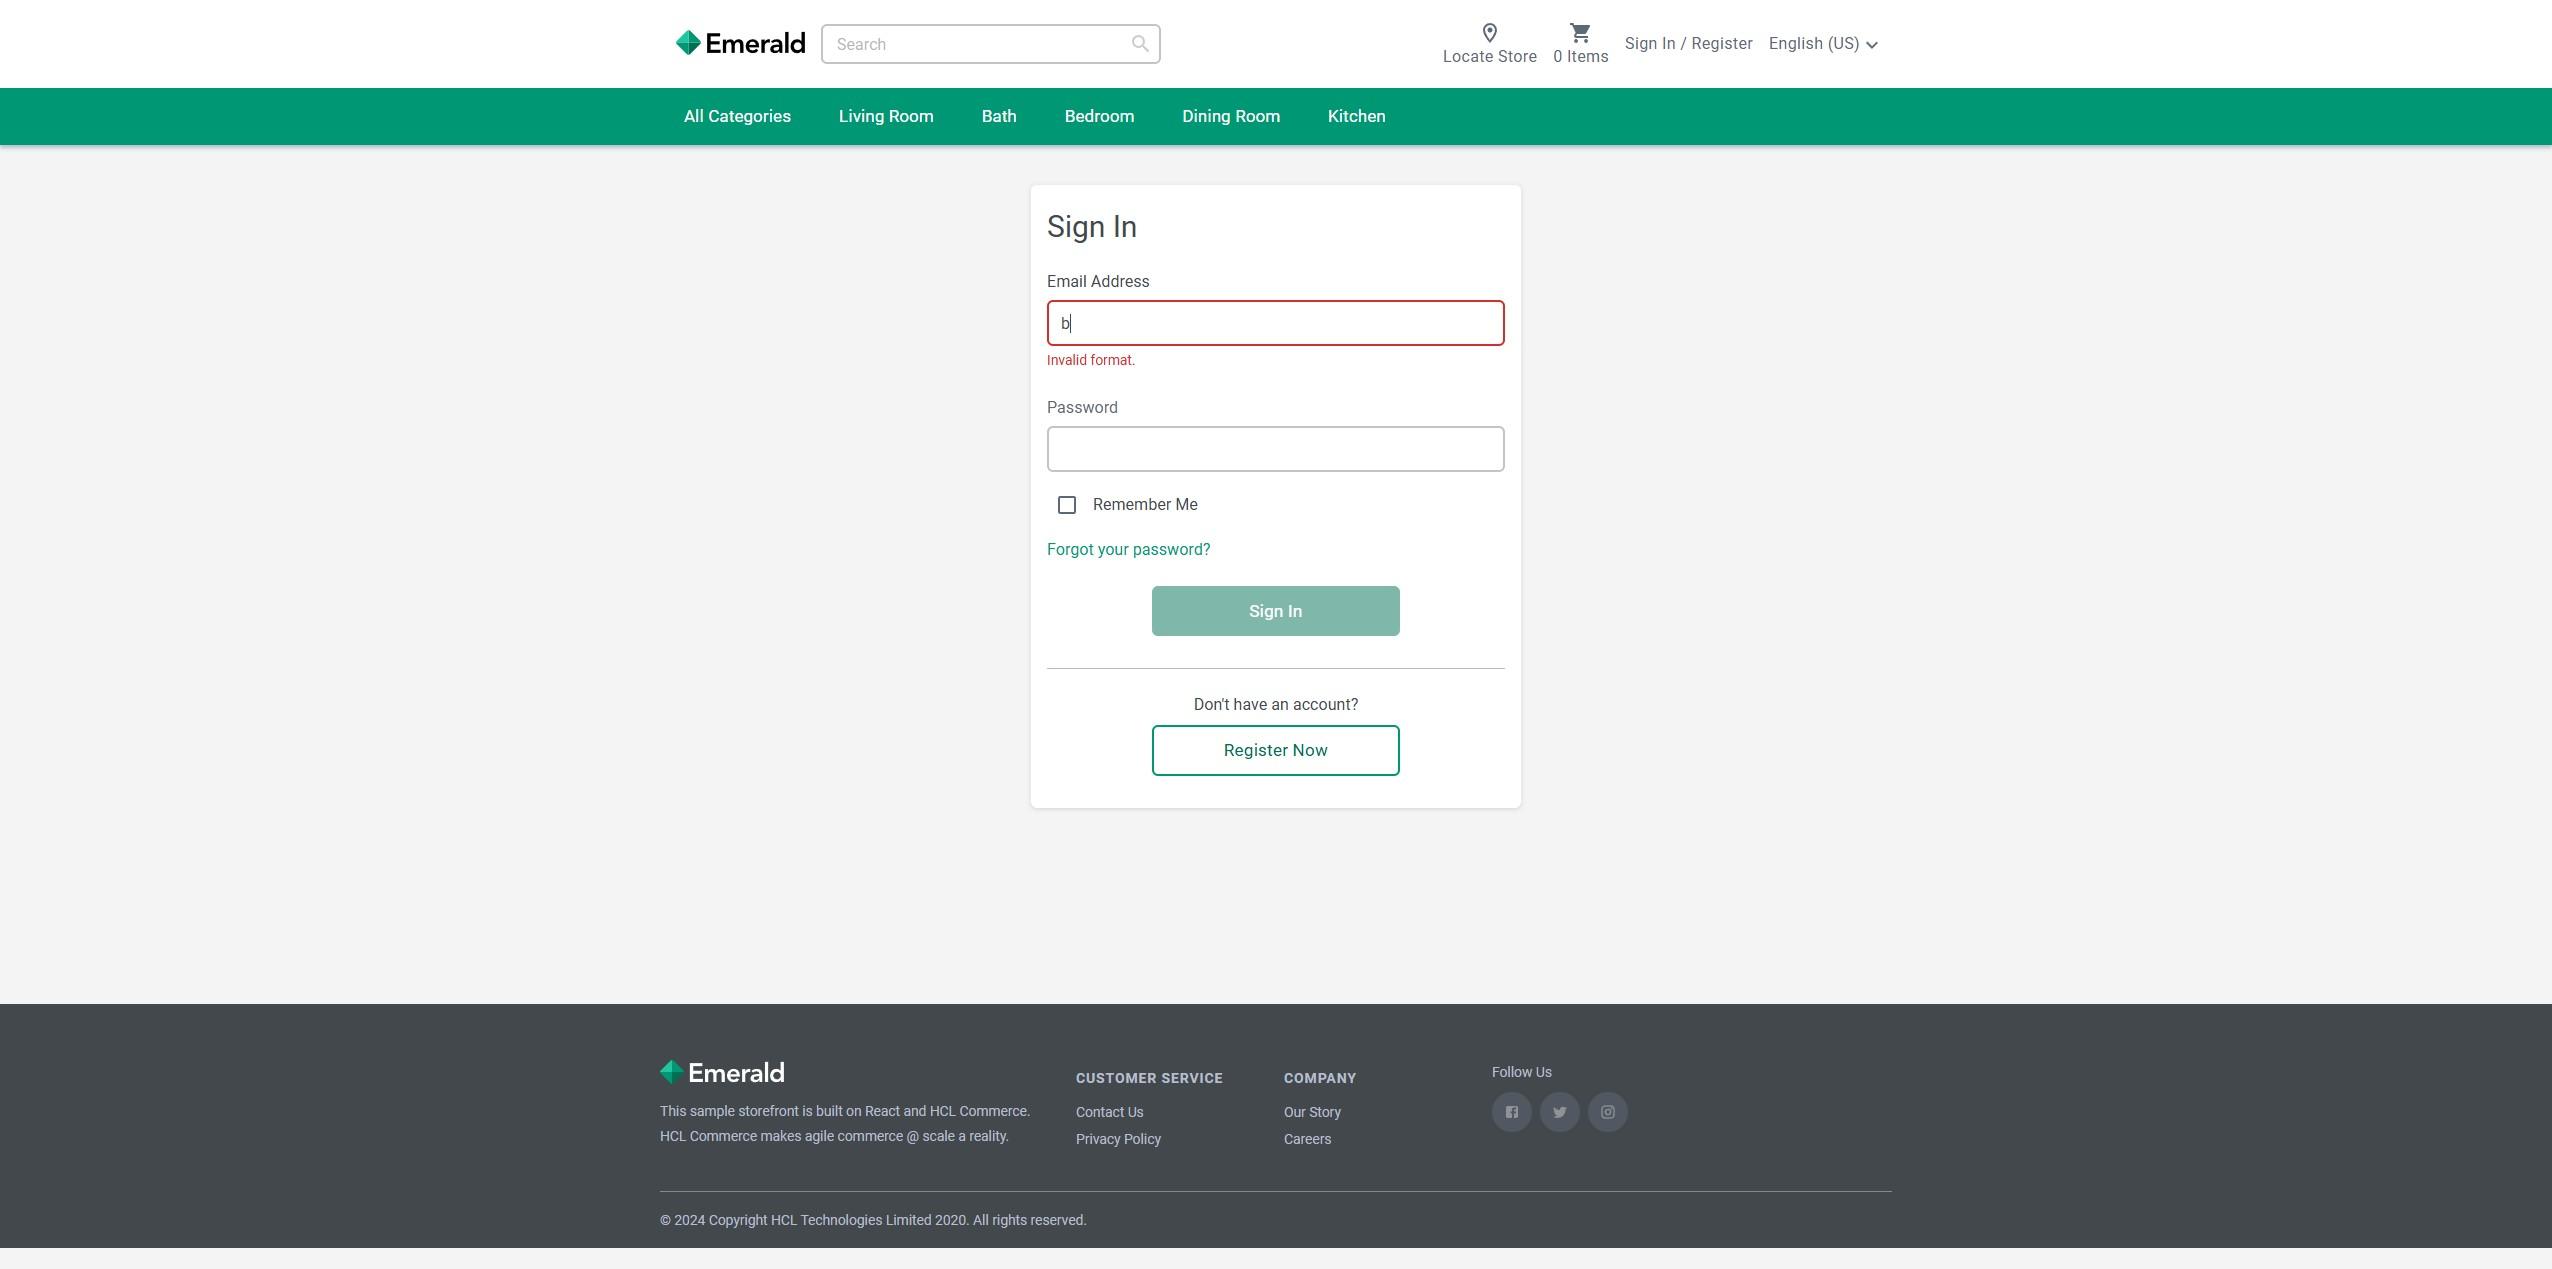 Emerald
Search
Locate Store
0 Items
Sign In / Register
English (US)
All Categories
Living Room
Bath
Bedroom
Dining Room
Kitchen
Sign In
Email Address
b
Invalid format.
Password
Remember Me
Forgot your password?
Sign In
Don't have an account?
Register Now
Emerald
This sample storefront is built on React and HCL Commerce.
HCL Commerce makes agile commerce @ scale a reality.
CUSTOMER SERVICE
Contact Us
Privacy Policy
COMPANY
Our Story
Careers
Follow Us
© 2024 Copyright HCL Technologies Limited 2020. All rights reserved.